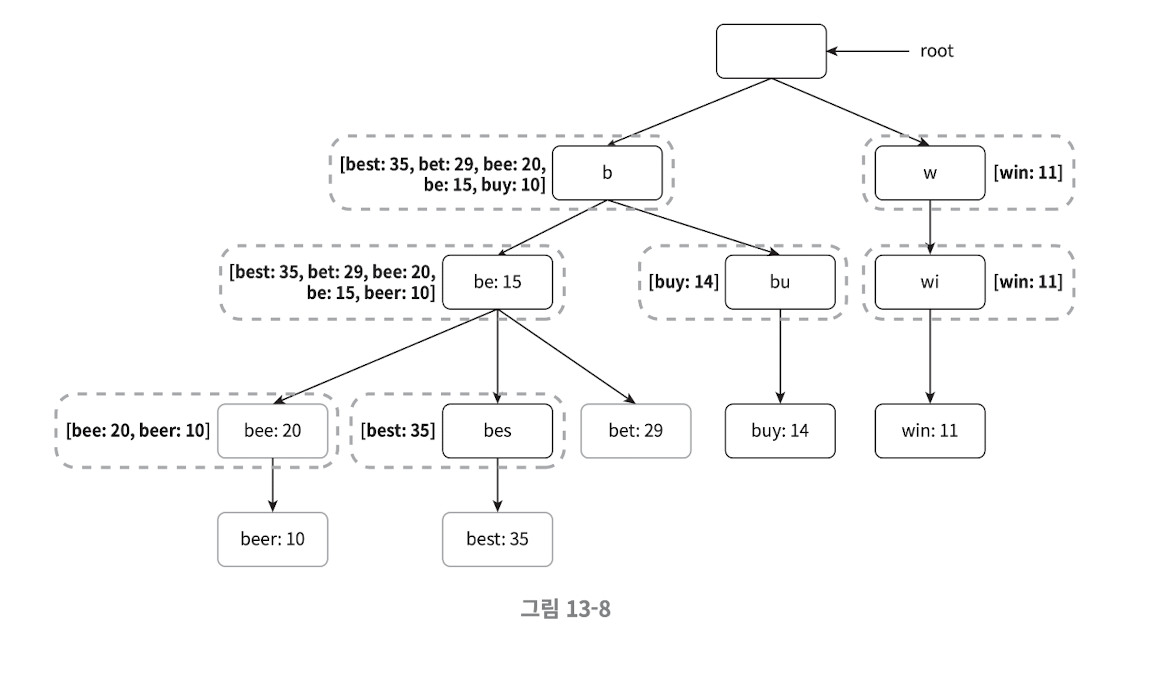 root
[best: 35, bet: 29, bee: 20,
be: 15, buy: 10]
b
w
[win: 11]
[best: 35, bet: 29, bee: 20,
be: 15, beer: 10]
be: 15
[buy: 14]
bu
wi
[win: 11]
[bee: 20, beer: 10]
bee: 20
[best: 35]
bes
bet: 29
buy: 14
win: 11
beer: 10
best: 35
그림 13-8